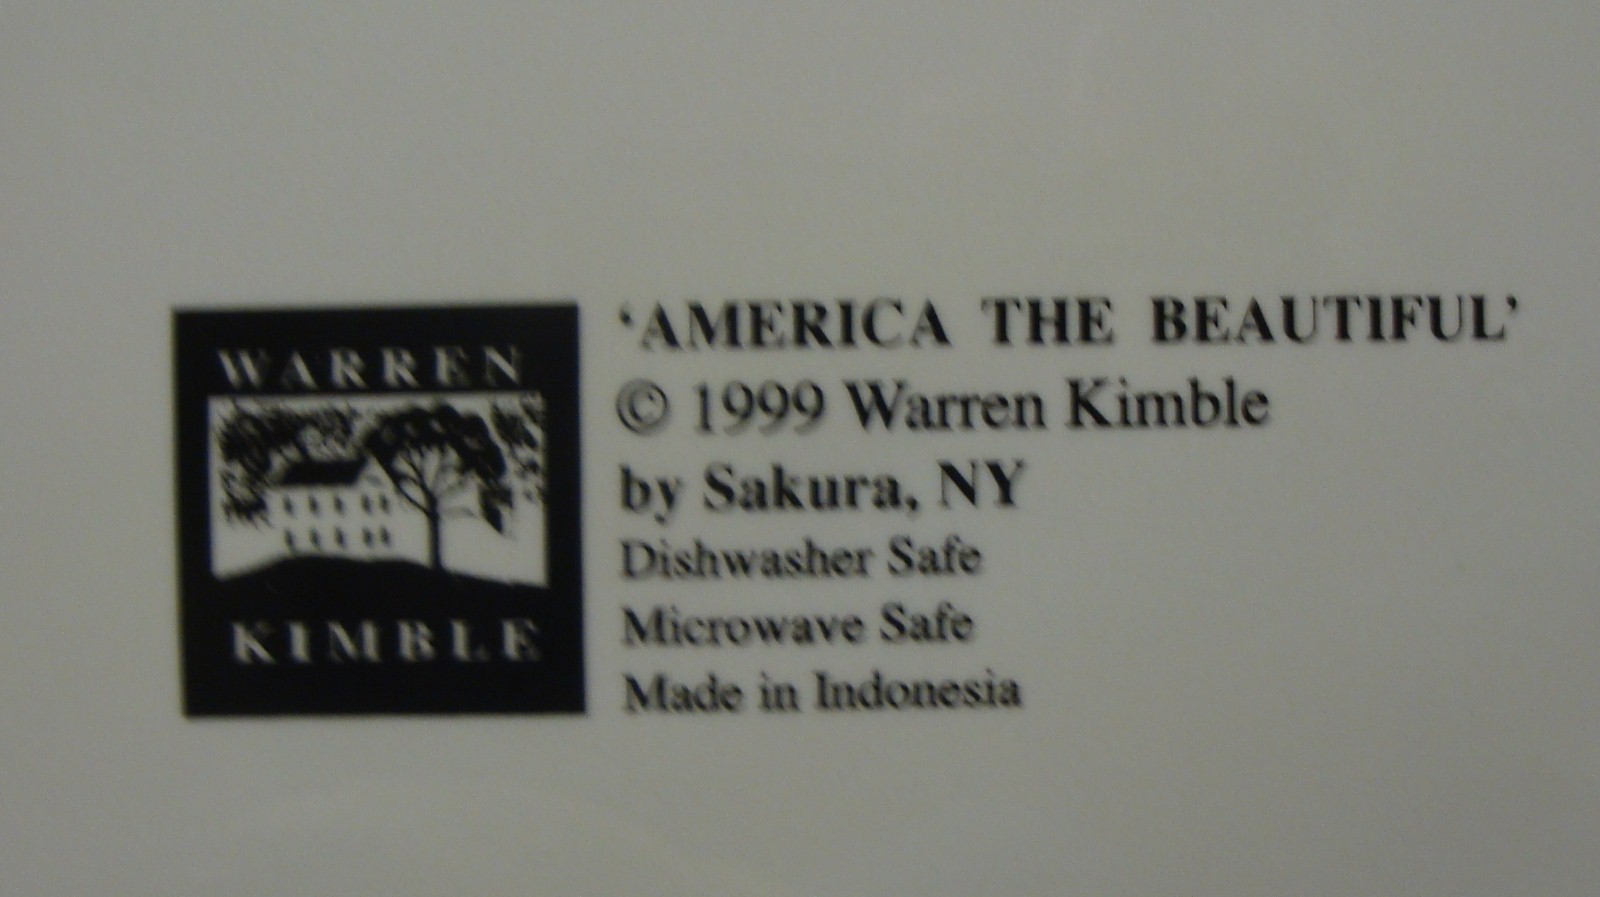 WARREN
KIMBLE
‘AMERICA THE BEAUTIFUL’
© 1999 Warren Kimble
by Sakura, NY
Dishwasher Safe
Microwave Safe
Made in Indonesia